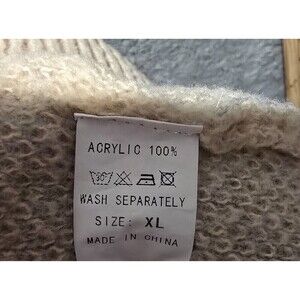 ACRYLIC 100%
WASH SEPARATELY
SIZE: XL
MADE IN CHINA